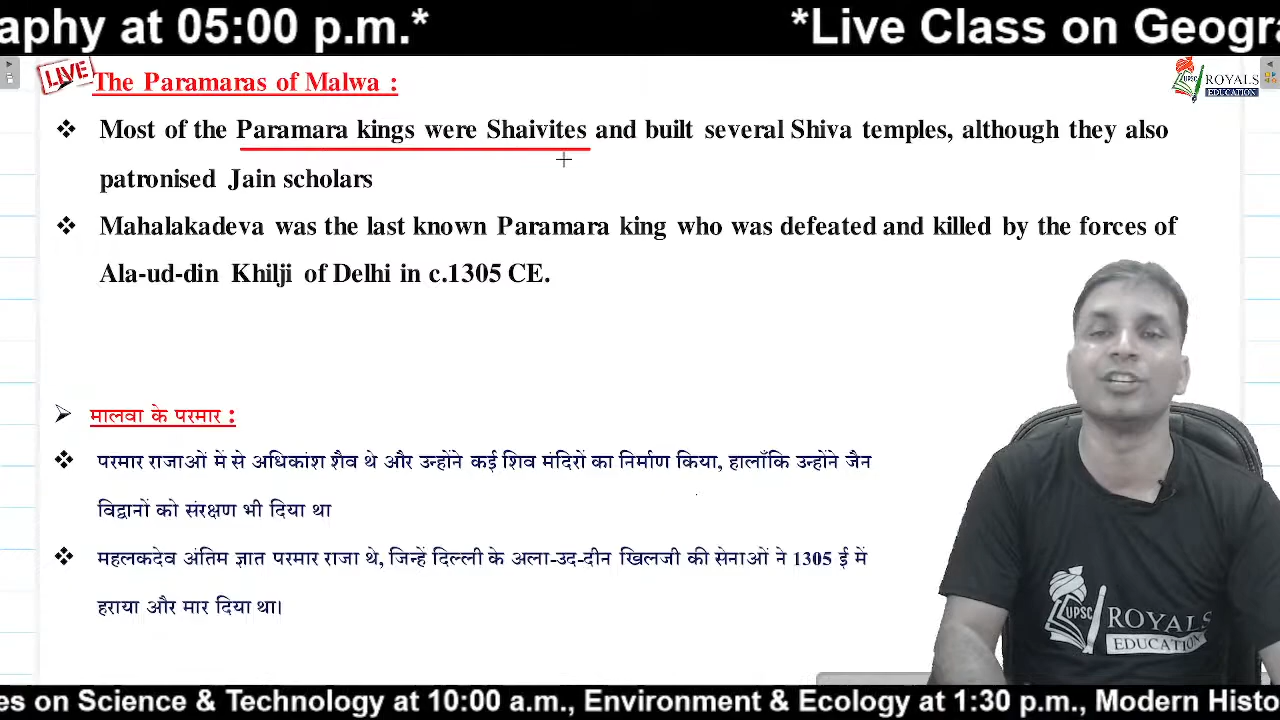 aphy at 05:00 p.m.* *Live Class on Geogra
LIVE
The Paramaras of Malwa :
UPSC ROYALS
EDUCATION
❖ Most of the Paramara kings were Shaivites and built several Shiva temples, although they also
patronised Jain scholars
❖ Mahalakadeva was the last known Paramara king who was defeated and killed by the forces of
Ala-ud-din Khilji of Delhi in c.1305 CE.
➢ मालवा के परमार :
❖ परमार राजाओं में से अधिकांश शैव थे और उन्होंने कई शिव मंदिरों का निर्माण किया, हालाँकि उन्होंने जैन
विद्वानों को संरक्षण भी दिया था
❖ महलकदेव अंतिम ज्ञात परमार राजा थे, जिन्हें दिल्ली के अला-उद-दीन खिलजी की सेनाओं ने 1305 ई में
हराया और मार दिया था।
UPSC ROYALS
EDUCATION
es on Science & Technology at 10:00 a.m., Environment & Ecology at 1:30 p.m., Modern Histo